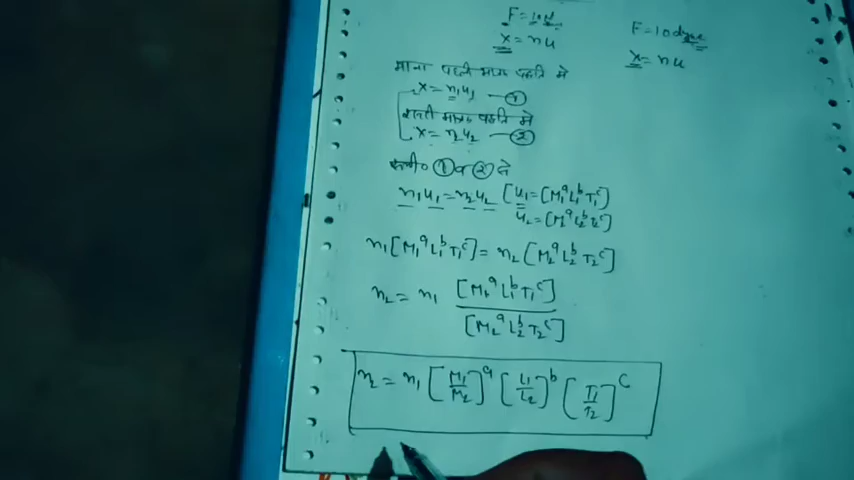 F = 10N
x = nu
F = 10 dyne
x = nu
माना पहली मात्रक पद्धति में
x = n₁u₁ —①
मात्रक पद्धति में
x = n₂u₂ —②
समी० ① व ② से
n₁u₁ = n₂u₂ [u₁ = [M₁ᵃL₁ᵇT₁ᶜ]
u₂ = [M₂ᵃL₂ᵇT₂ᶜ]
n₁[M₁ᵃL₁ᵇT₁ᶜ] = n₂[M₂ᵃL₂ᵇT₂ᶜ]
n₂ = n₁ [M₁ᵃL₁ᵇT₁ᶜ]
[M₂ᵃL₂ᵇT₂ᶜ]
n₂ = n₁ [M₁/M₂]ᵃ [L₁/L₂]ᵇ [T₁/T₂]ᶜ